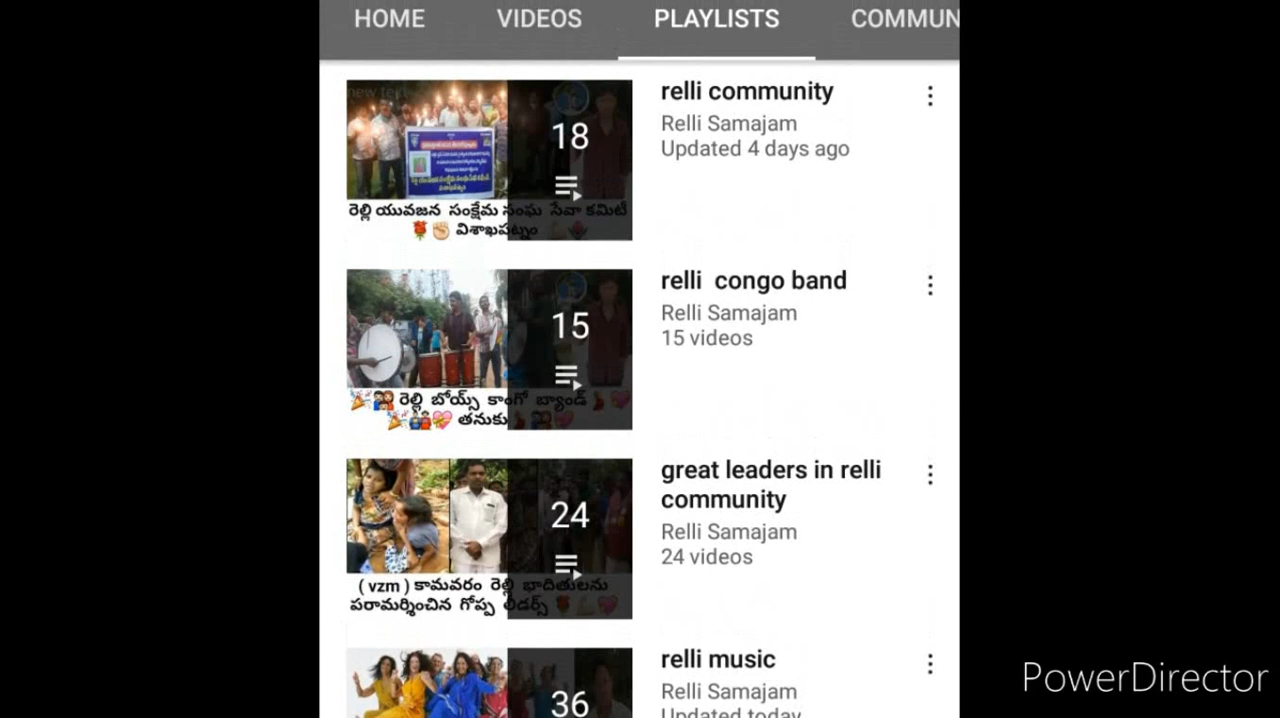 HOME VIDEOS PLAYLISTS COMMUN
relli community
Relli Samajam
Updated 4 days ago
18
రెల్లి యువజన సంక్షేమ సంఘ సేవా కమిటీ
విశాఖపట్నం
relli congo band
Relli Samajam
15 videos
15
రెల్లి బోయ్స్ కాంగో బ్యాండ్
తనుకు
great leaders in relli
community
Relli Samajam
24 videos
24
( vzm ) కామవరం రెల్లి భాదితులను
పరామర్శించిన గొప్ప లీడర్స్
relli music
Relli Samajam
Updated today
36
PowerDirector